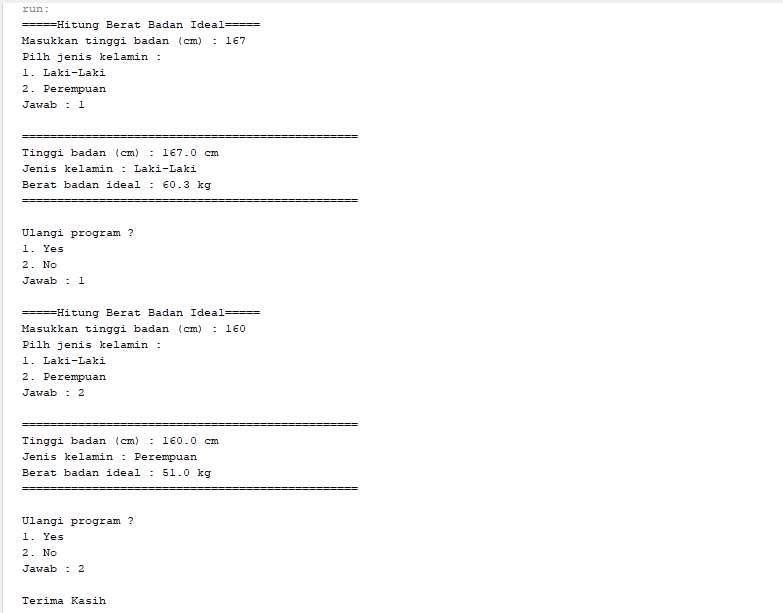 run:
=====Hitung Berat Badan Ideal=====
Masukkan tinggi badan (cm) : 167
Pilh jenis kelamin :
1. Laki-Laki
2. Perempuan
Jawab : 1
================================================
Tinggi badan (cm) : 167.0 cm
Jenis kelamin : Laki-Laki
Berat badan ideal : 60.3 kg
================================================
Ulangi program ?
1. Yes
2. No
Jawab : 1
=====Hitung Berat Badan Ideal=====
Masukkan tinggi badan (cm) : 160
Pilh jenis kelamin :
1. Laki-Laki
2. Perempuan
Jawab : 2
================================================
Tinggi badan (cm) : 160.0 cm
Jenis kelamin : Perempuan
Berat badan ideal : 51.0 kg
================================================
Ulangi program ?
1. Yes
2. No
Jawab : 2
Terima Kasih